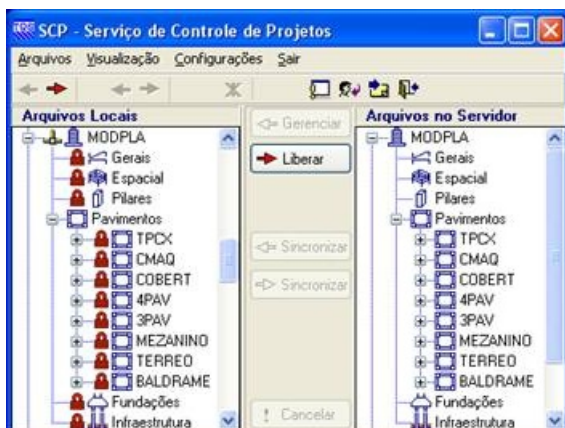 TQS SCP - Serviço de Controle de Projetos
Arquivos Visualização Configurações Sair
Arquivos Locais
MODPLA
Gerais
Espacial
Pilares
Pavimentos
TPCX
CMAQ
COBERT
4PAV
3PAV
MEZANINO
TERREO
BALDRAME
Fundações
Infraestrutura
Gerenciar
Liberar
Sincronizar
Sincronizar
! Cancelar
Arquivos no Servidor
MODPLA
Gerais
Espacial
Pilares
Pavimentos
TPCX
CMAQ
COBERT
4PAV
3PAV
MEZANINO
TERREO
BALDRAME
Fundações
Infraestrutura